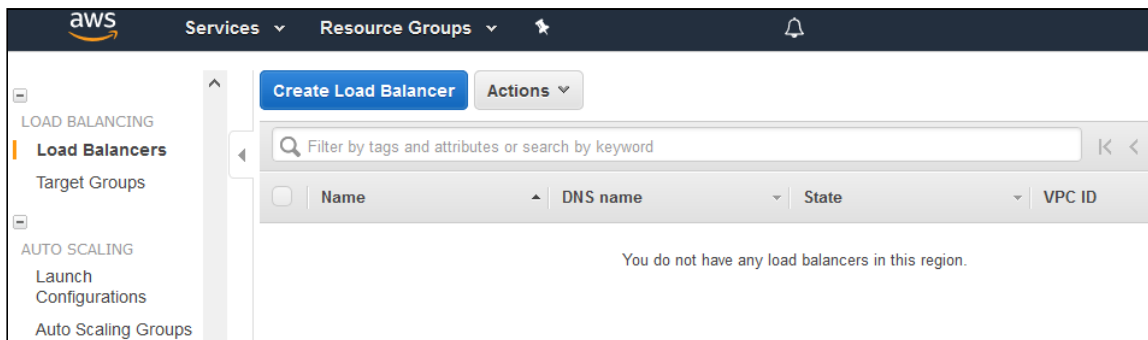 aws
Services
Resource Groups
LOAD BALANCING
Load Balancers
Target Groups
AUTO SCALING
Launch
Configurations
Auto Scaling Groups
Create Load Balancer
Actions
Filter by tags and attributes or search by keyword
Name
DNS name
State
VPC ID
You do not have any load balancers in this region.